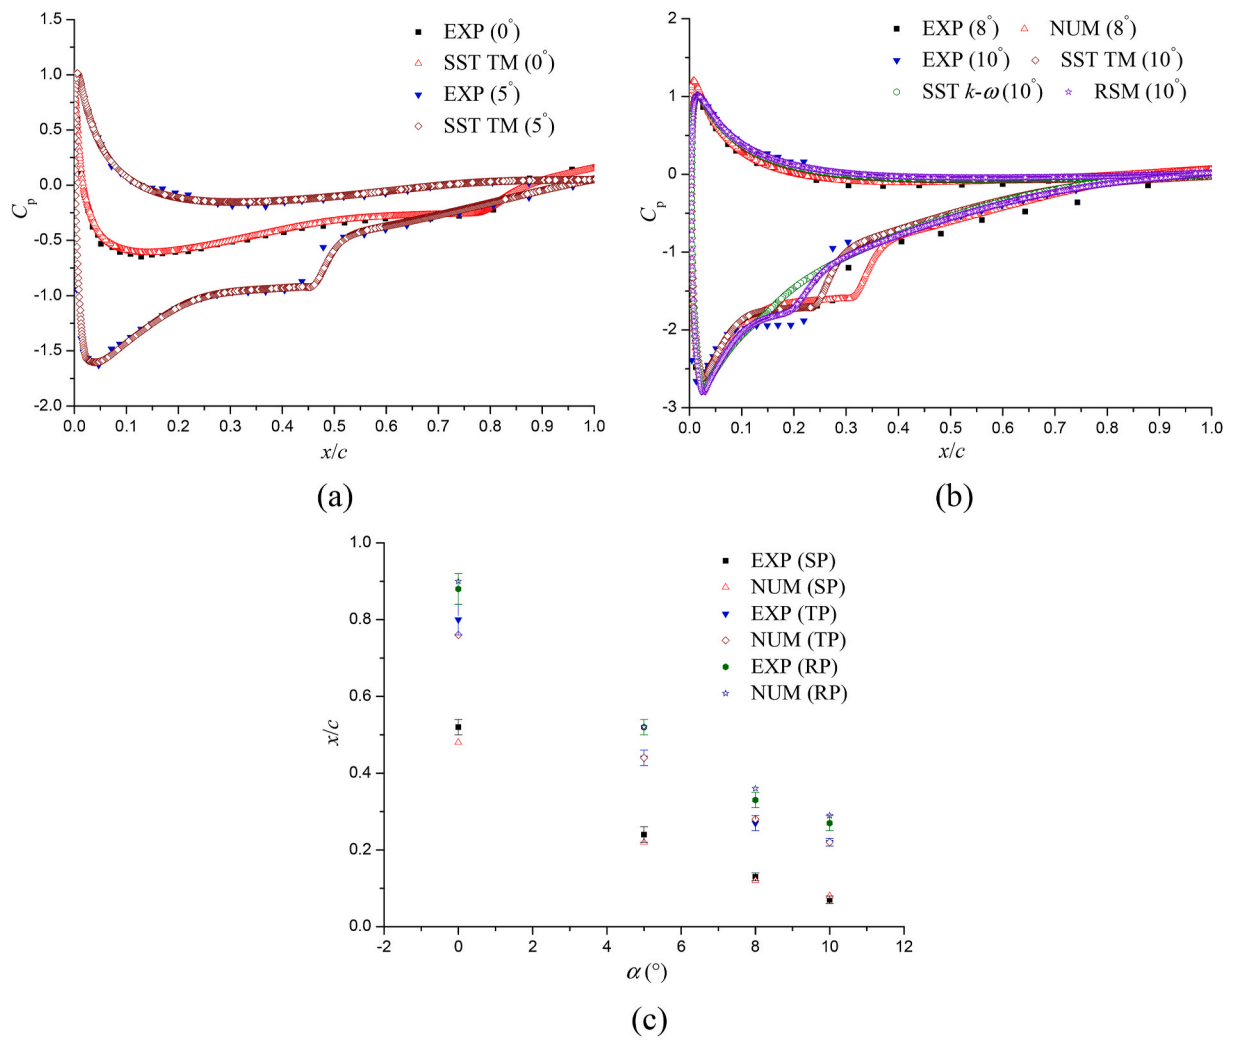 EXP (0°)
SST TM (0°)
EXP (5°)
SST TM (5°)
1.5
1.0
0.5
0.0
-0.5
-1.0
-1.5
-2.0
Cp
0.0 0.1 0.2 0.3 0.4 0.5 0.6 0.7 0.8 0.9 1.0
x/c
(a)
EXP (8°) NUM (8°)
EXP (10°) SST TM (10°)
SST k-ω (10°) RSM (10°)
2
1
0
-1
-2
-3
Cp
0.0 0.1 0.2 0.3 0.4 0.5 0.6 0.7 0.8 0.9 1.0
x/c
(b)
EXP (SP)
NUM (SP)
EXP (TP)
NUM (TP)
EXP (RP)
NUM (RP)
1.0
0.8
0.6
0.4
0.2
0.0
x/c
-2 0 2 4 6 8 10 12
α (°)
(c)